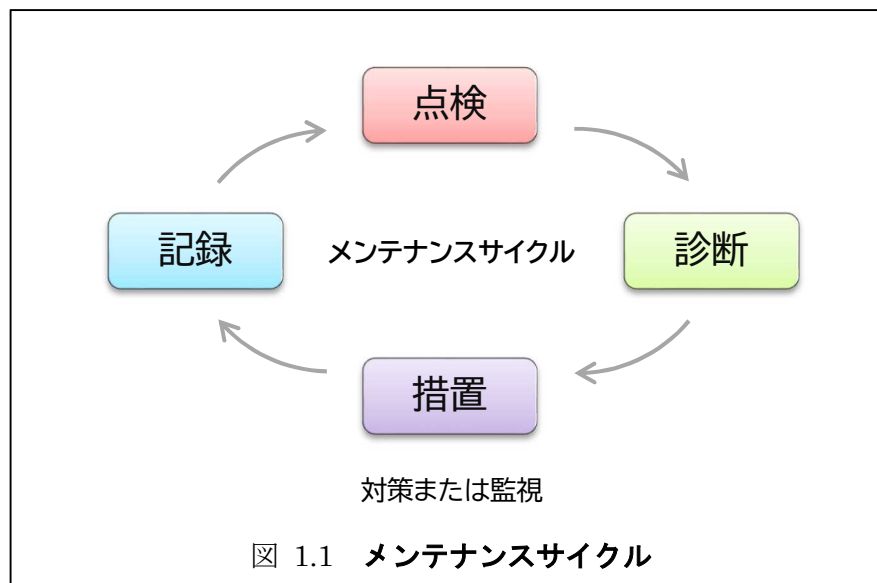 点検
記録
メンテナンスサイクル
診断
措置
対策または監視
図 1.1 メンテナンスサイクル